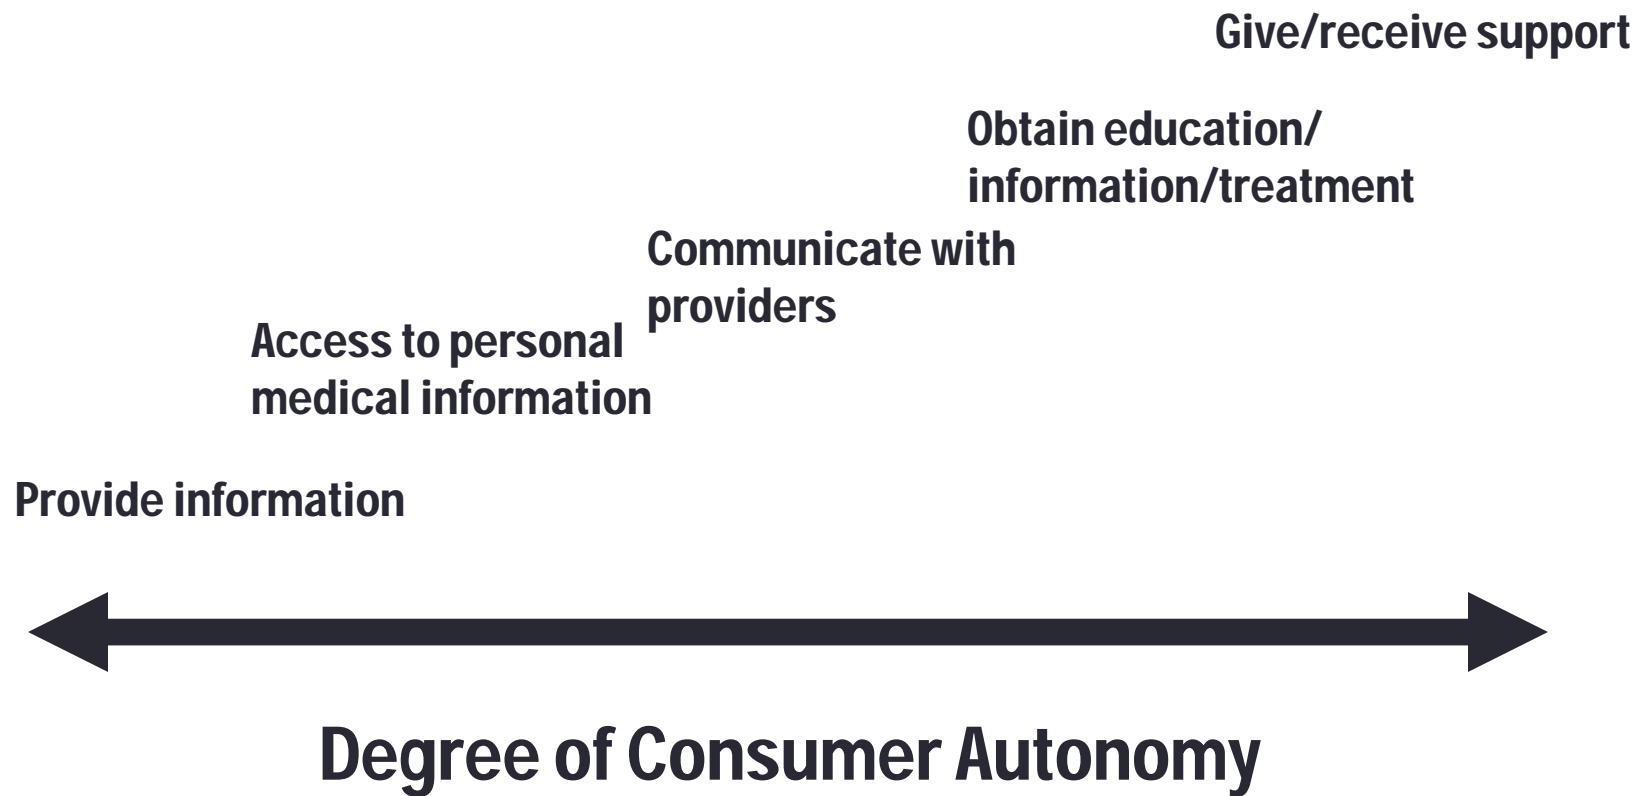 Give/receive support
Obtain education/
information/treatment
Communicate with
providers
Access to personal
medical information
Provide information
Degree of Consumer Autonomy